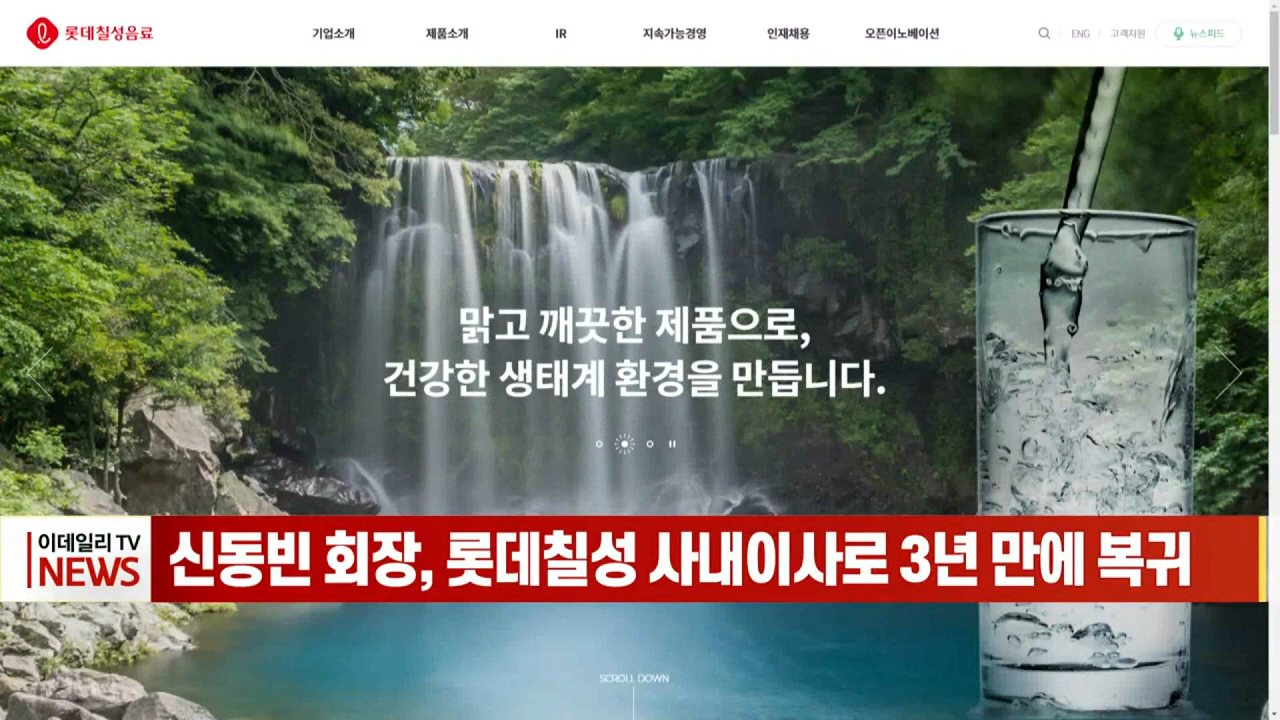 롯데칠성음료
기업소개 제품소개 IR 지속가능경영 인재채용 오픈이노베이션
ENG 고객지원 뉴스피드
맑고 깨끗한 제품으로,
건강한 생태계 환경을 만듭니다.
이데일리 TV
NEWS
신동빈 회장, 롯데칠성 사내이사로 3년 만에 복귀
SCROLL DOWN